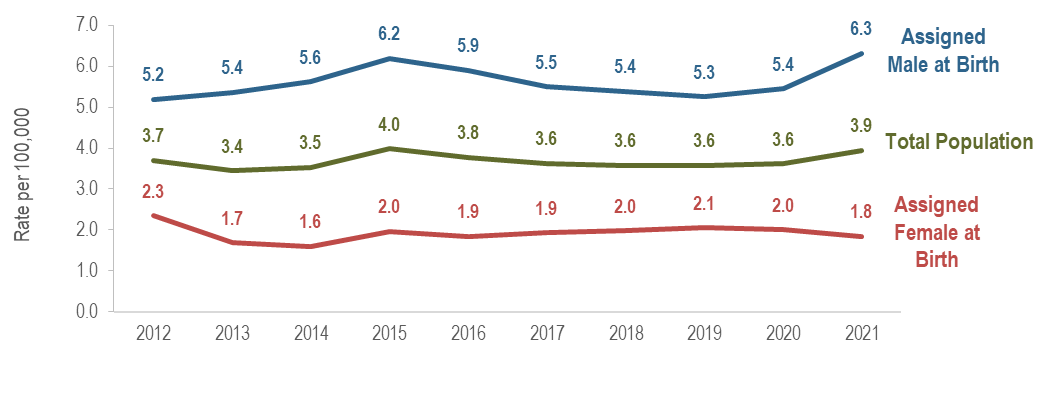 7.0
6.0
5.0
4.0
3.0
2.0
1.0
0.0
Rate per 100,000
5.2 5.4 5.6 6.2 5.9 5.5 5.4 5.3 5.4 6.3
Assigned
Male at Birth
3.7 3.4 3.5 4.0 3.8 3.6 3.6 3.6 3.6 3.9
Total Population
2.3 1.7 1.6 2.0 1.9 1.9 2.0 2.1 2.0 1.8
Assigned
Female at
Birth
2012 2013 2014 2015 2016 2017 2018 2019 2020 2021